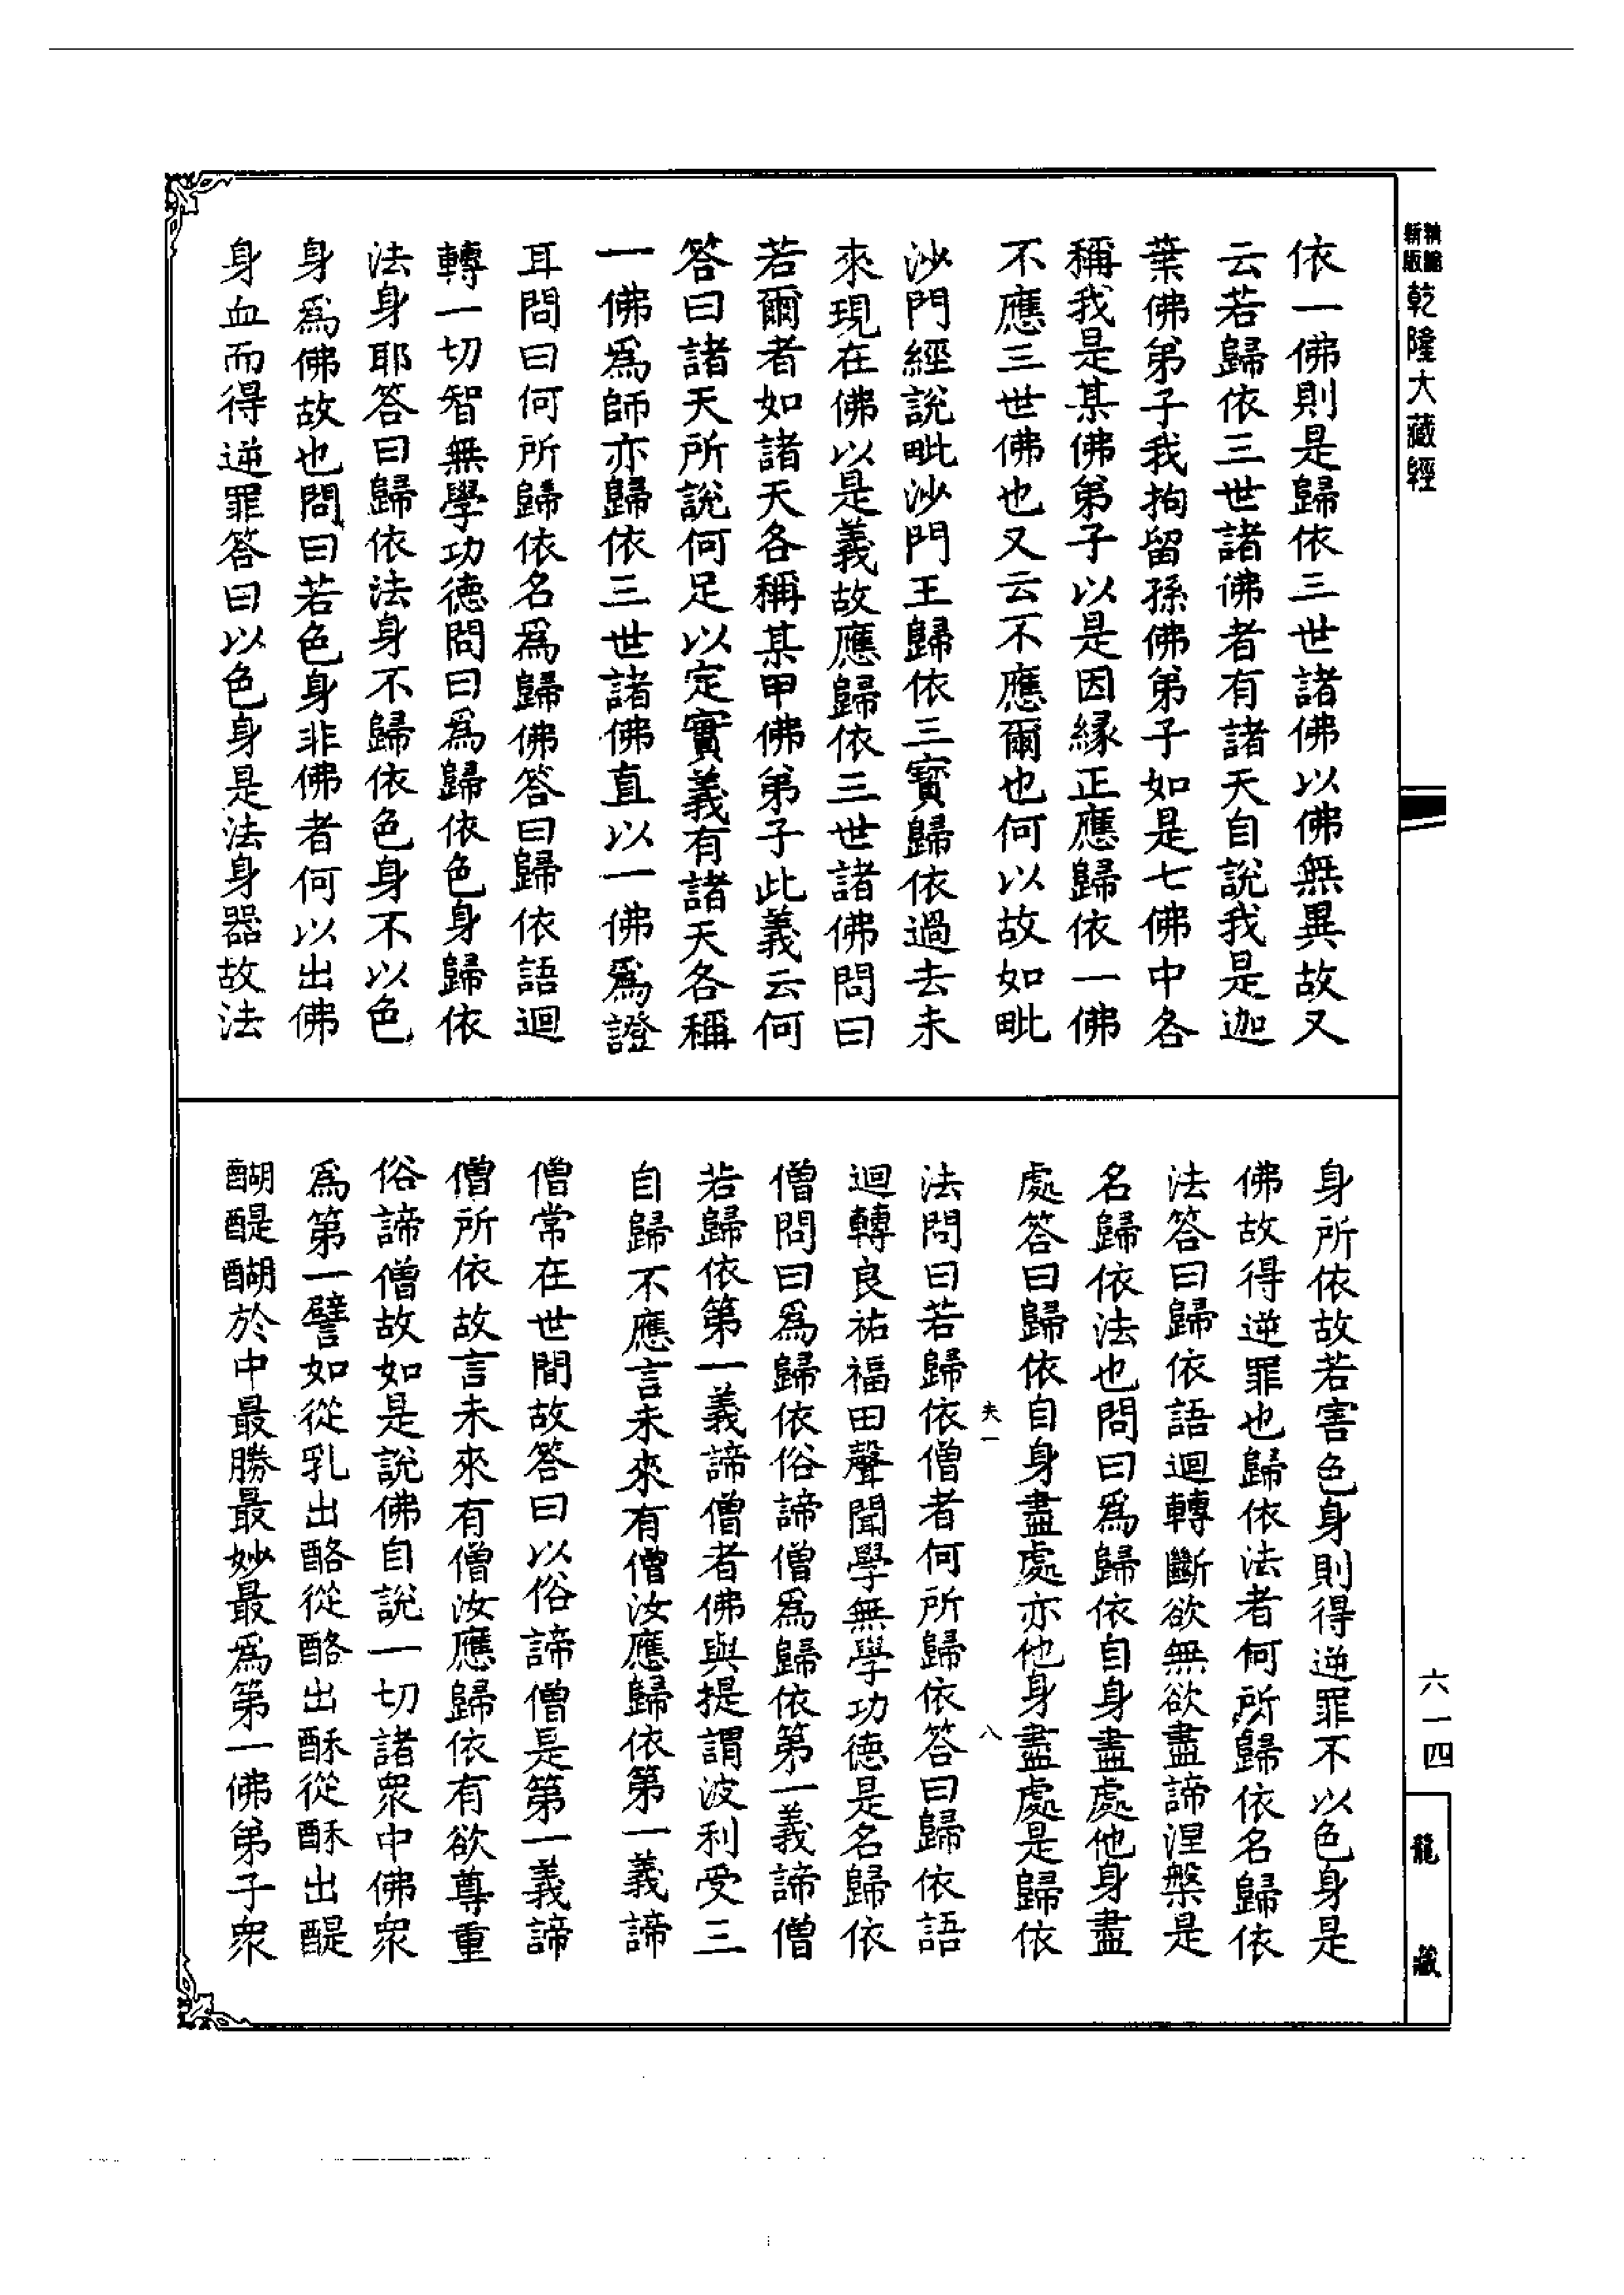 精縮
新版
乾隆大藏經
依一佛則是歸依三世諸佛以佛無異故又
云若歸依三世諸佛者有諸天自說我是迦
葉佛弟子我拘留孫佛弟子如是七佛中各
稱我是某佛弟子以是因緣正應歸依一佛
不應三世佛也又云不應爾也何以故如毗
沙門經說毗沙門王歸依三寶歸依過去未
來現在佛以是義故應歸依三世諸佛問曰
若爾者如諸天各稱某甲佛弟子此義云何
答曰諸天所說何足以定實義有諸天各稱
一佛爲師亦歸依三世諸佛直以一佛爲證
耳問曰何所歸依名爲歸佛答曰歸依語迴
轉一切智無學功德問曰爲歸依色身歸依
法身耶答曰歸依法身不歸依色身不以色
身爲佛故也問曰若色身非佛者何以出佛
身血而得逆罪答曰以色身是法身器故法
身所依故若害色身則得逆罪不以色身是
佛故得逆罪也歸依法者何所歸依名歸依
法答曰歸依語迴轉斷欲無欲盡諦涅槃是
名歸依法也問曰爲歸依自身盡處他身盡
處答曰歸依自身盡處亦他身盡處是歸依
夫一
八
法問曰若歸依僧者何所歸依答曰歸依語
迴轉良祐福田聲聞學無學功德是名歸依
僧問曰爲歸依俗諦僧爲歸依第一義諦僧
若歸依第一義諦僧者佛與提謂波利受三
自歸不應言未來有僧汝應歸依第一義諦
僧常在世間故答曰以俗諦僧是第一義諦
僧所依故言未來有僧汝應歸依有欲尊重
俗諦僧故如是說佛自說一切諸衆中佛衆
爲第一譬如從乳出酪從酪出酥從酥出醍
醐醍醐於中最勝最妙最爲第一佛弟子衆
六一四
龍藏